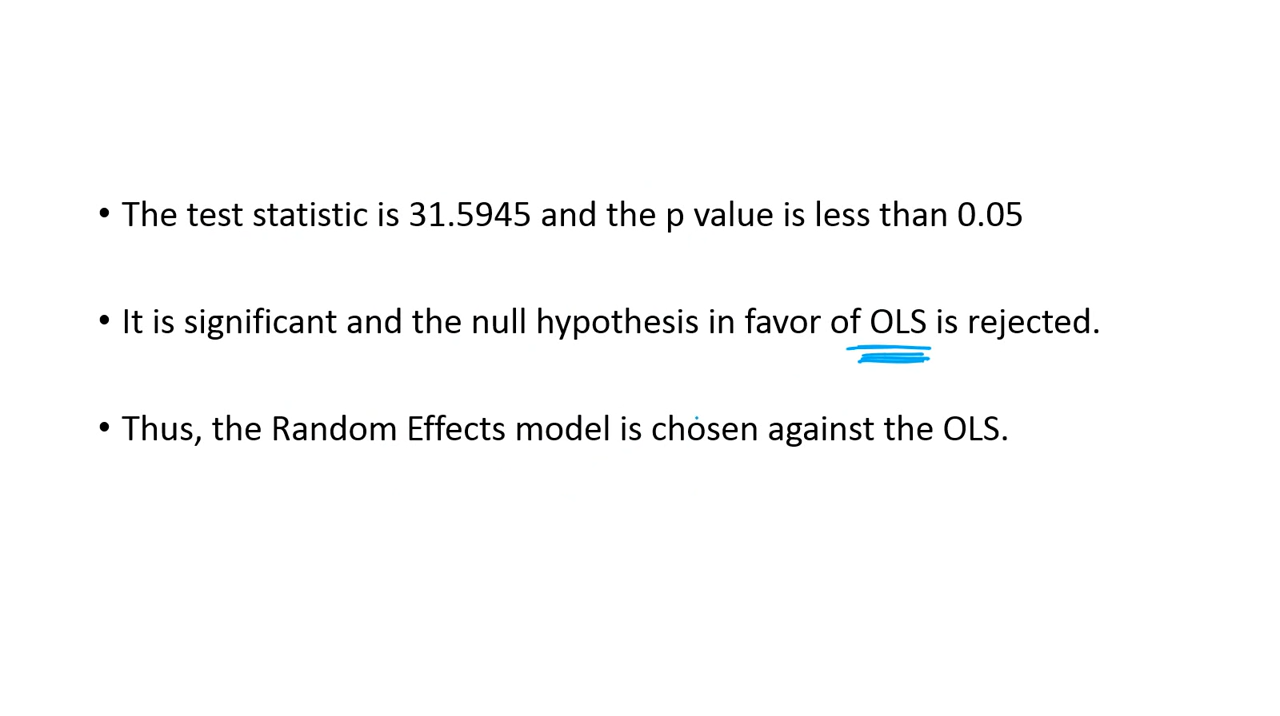 • The test statistic is 31.5945 and the p value is less than 0.05
• It is significant and the null hypothesis in favor of OLS is rejected.
• Thus, the Random Effects model is chosen against the OLS.